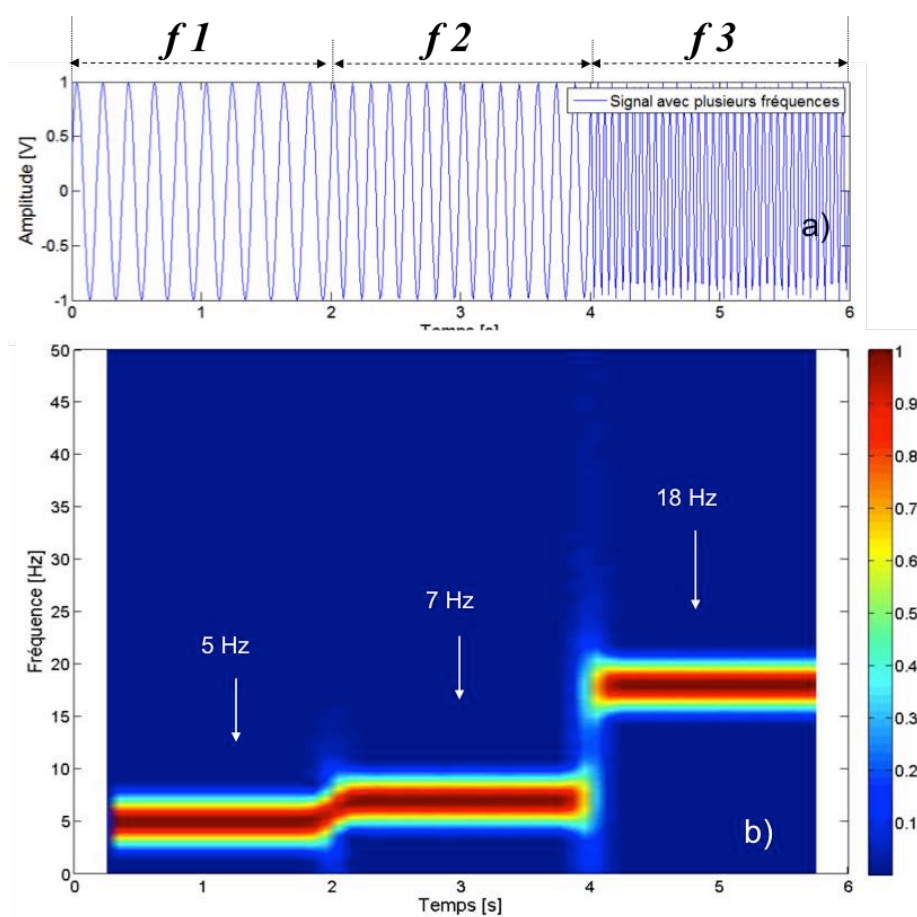 f 1 f 2 f 3
1
0.5
0
-0.5
-1
Amplitude [V]
Signal avec plusieurs fréquences
a)
0 1 2 3 4 5 6
Temps [s]
50
45
40
35
30
25
20
15
10
5
0
Fréquence [Hz]
18 Hz
7 Hz
5 Hz
b)
0 1 2 3 4 5 6
Temps [s]
1
0.9
0.8
0.7
0.6
0.5
0.4
0.3
0.2
0.1